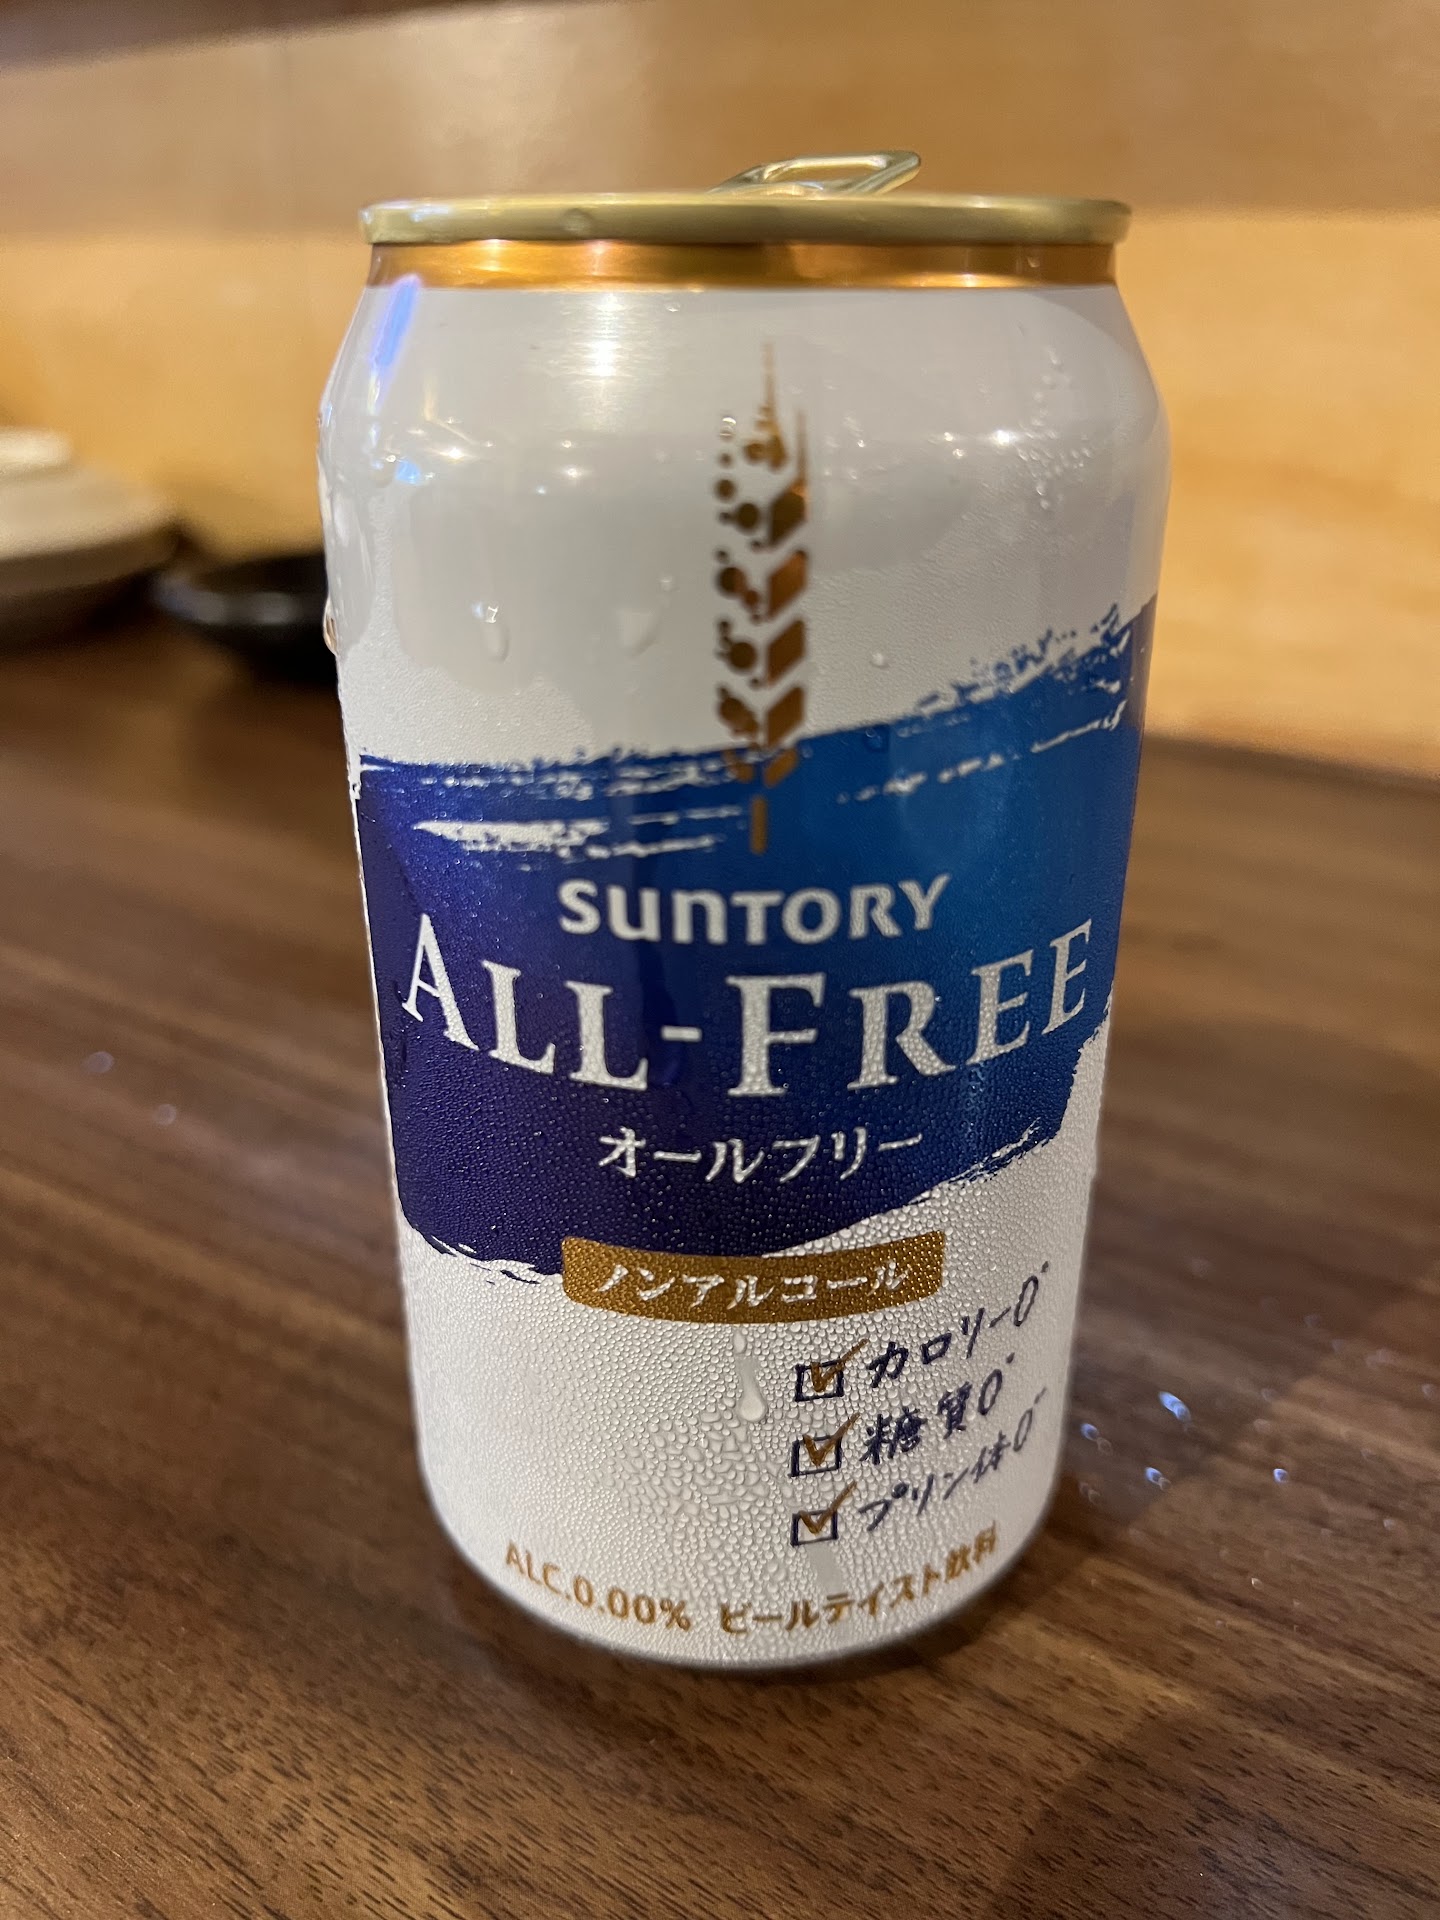 SUNTORY
ALL-FREE
オールフリー
ノンアルコール
カロリー0*
糖質0*
プリン体0**
ALC.0.00% ビールテイスト飲料